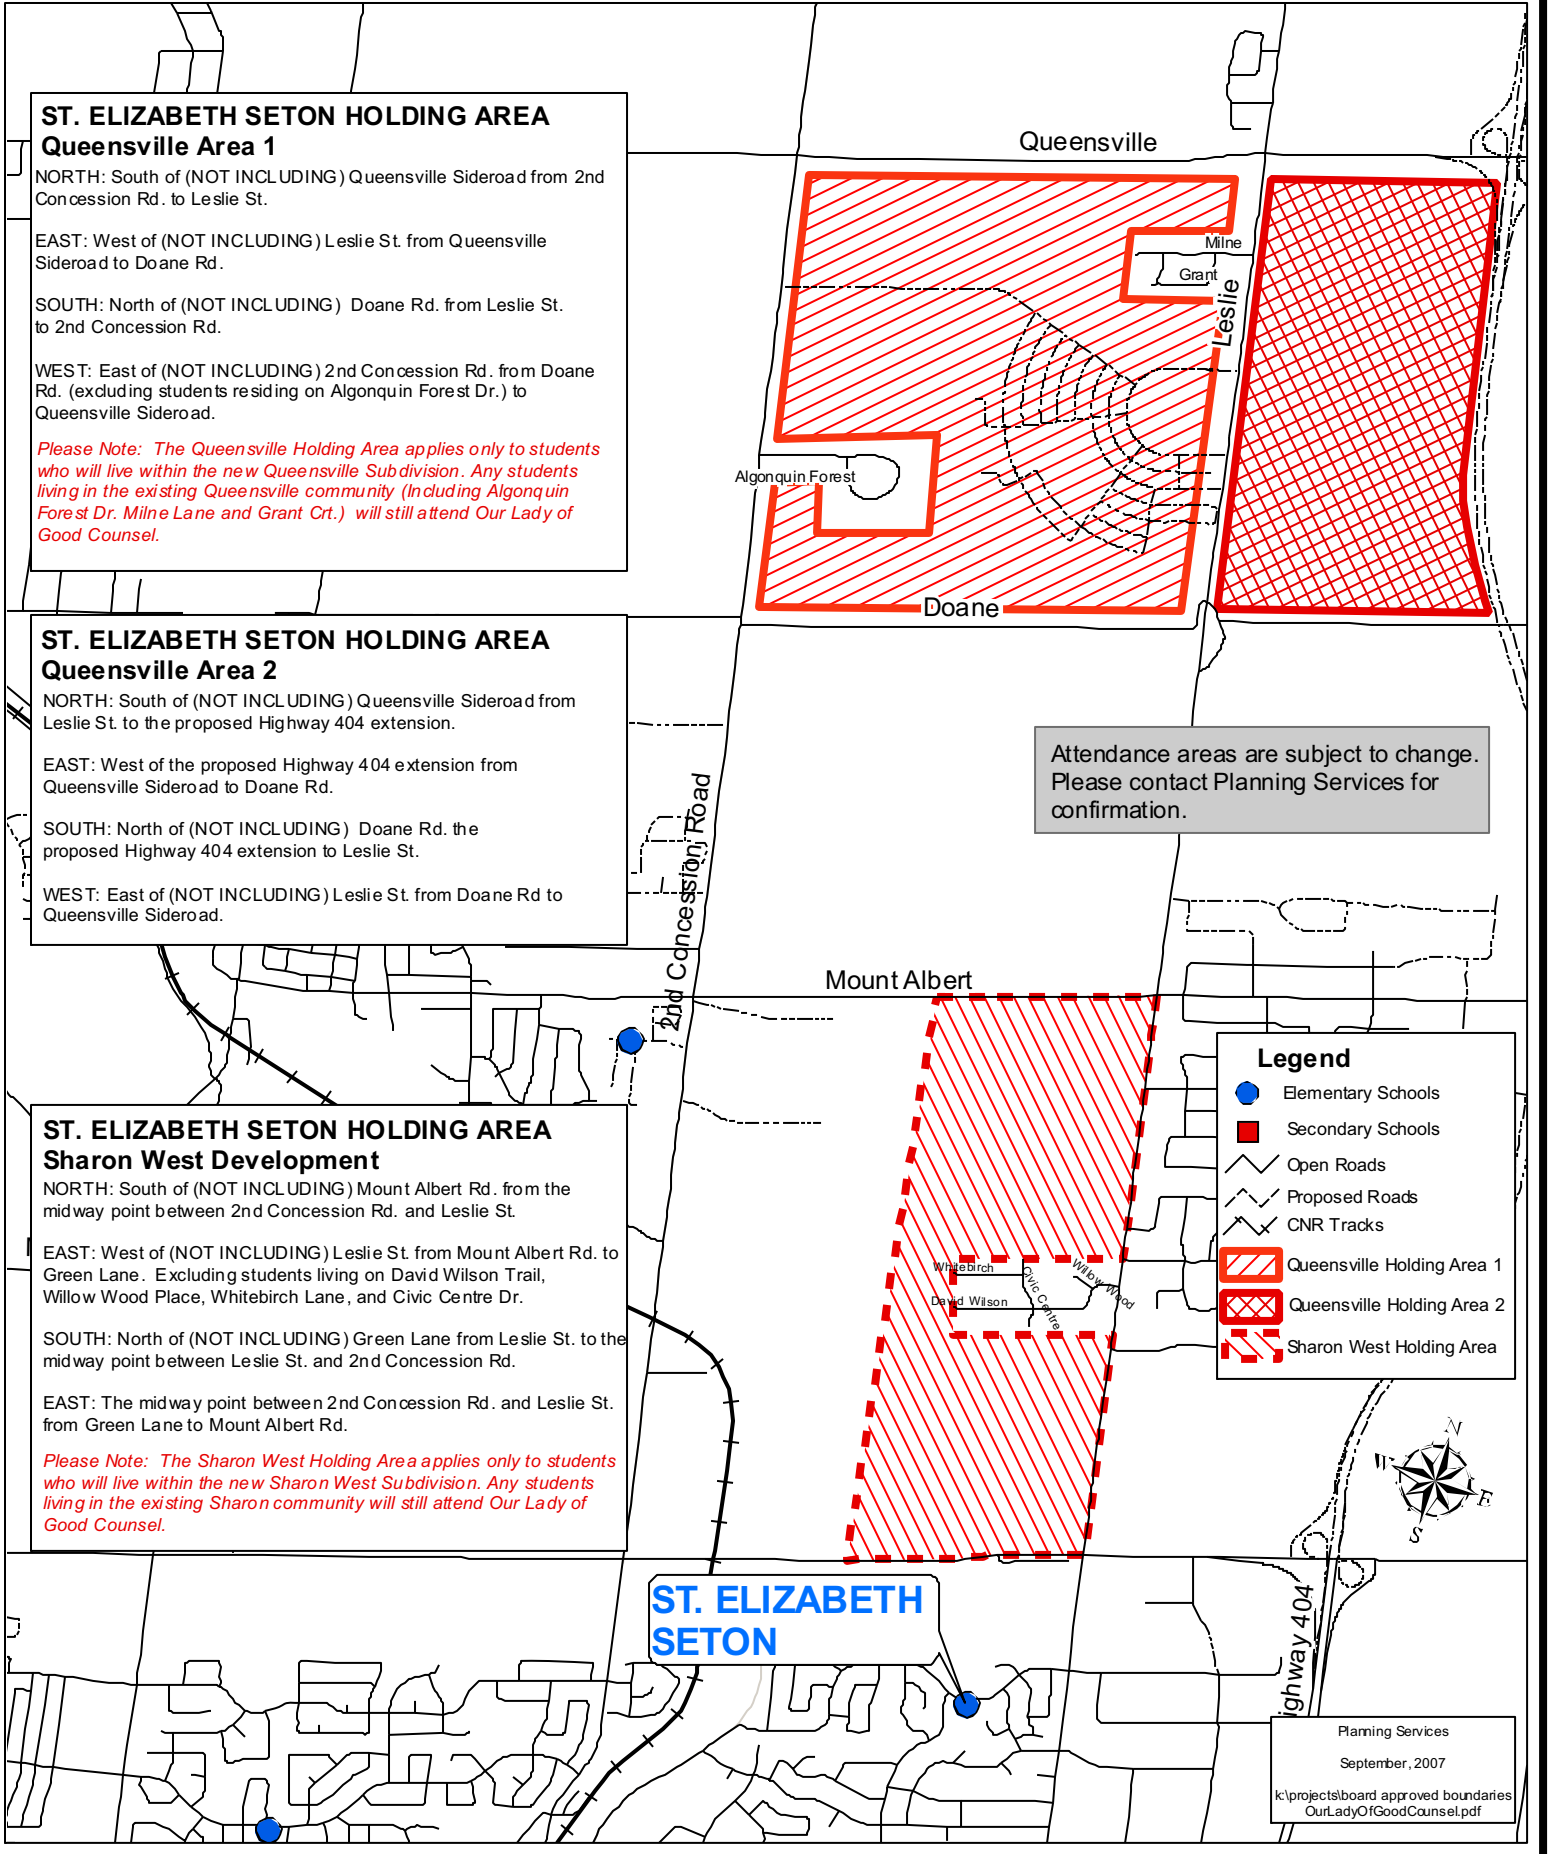 ST. ELIZABETH SETON HOLDING AREA
Queensville Area 1
NORTH: South of (NOT INCLUDING) Queensville Sideroad from 2nd
Concession Rd. to Leslie St.
EAST: West of (NOT INCLUDING) Leslie St. from Queensville
Sideroad to Doane Rd.
SOUTH: North of (NOT INCLUDING) Doane Rd. from Leslie St.
to 2nd Concession Rd.
WEST: East of (NOT INCLUDING) 2nd Concession Rd. from Doane
Rd. (excluding students residing on Algonquin Forest Dr.) to
Queensville Sideroad.
Please Note: The Queensville Holding Area applies only to students
who will live within the new Queensville Subdivision. Any students
living in the existing Queensville community (Including Algonquin
Forest Dr. Milne Lane and Grant Crt.) will still attend Our Lady of
Good Counsel.
ST. ELIZABETH SETON HOLDING AREA
Queensville Area 2
NORTH: South of (NOT INCLUDING) Queensville Sideroad from
Leslie St. to the proposed Highway 404 extension.
EAST: West of the proposed Highway 404 extension from
Queensville Sideroad to Doane Rd.
SOUTH: North of (NOT INCLUDING) Doane Rd. the
proposed Highway 404 extension to Leslie St.
WEST: East of (NOT INCLUDING) Leslie St. from Doane Rd to
Queensville Sideroad.
ST. ELIZABETH SETON HOLDING AREA
Sharon West Development
NORTH: South of (NOT INCLUDING) Mount Albert Rd. from the
midway point between 2nd Concession Rd. and Leslie St.
EAST: West of (NOT INCLUDING) Leslie St. from Mount Albert Rd. to
Green Lane. Excluding students living on David Wilson Trail,
Willow Wood Place, Whitebirch Lane, and Civic Centre Dr.
SOUTH: North of (NOT INCLUDING) Green Lane from Leslie St. to the
midway point between Leslie St. and 2nd Concession Rd.
EAST: The midway point between 2nd Concession Rd. and Leslie St.
from Green Lane to Mount Albert Rd.
Please Note: The Sharon West Holding Area applies only to students
who will live within the new Sharon West Subdivision. Any students
living in the existing Sharon community will still attend Our Lady of
Good Counsel.
Queensville
Milne
Grant
Leslie
Algonquin Forest
Doane
Attendance areas are subject to change.
Please contact Planning Services for
confirmation.
2nd Concession Road
Mount Albert
Whitebirch
Civic Centre
Willow Wood
David Wilson
Legend
Elementary Schools
Secondary Schools
Open Roads
Proposed Roads
CNR Tracks
Queensville Holding Area 1
Queensville Holding Area 2
Sharon West Holding Area
N
W
E
S
ST. ELIZABETH
SETON
ighway 404
Planning Services
September, 2007
k:\projects\board approved boundaries
OurLadyOfGoodCounsel.pdf